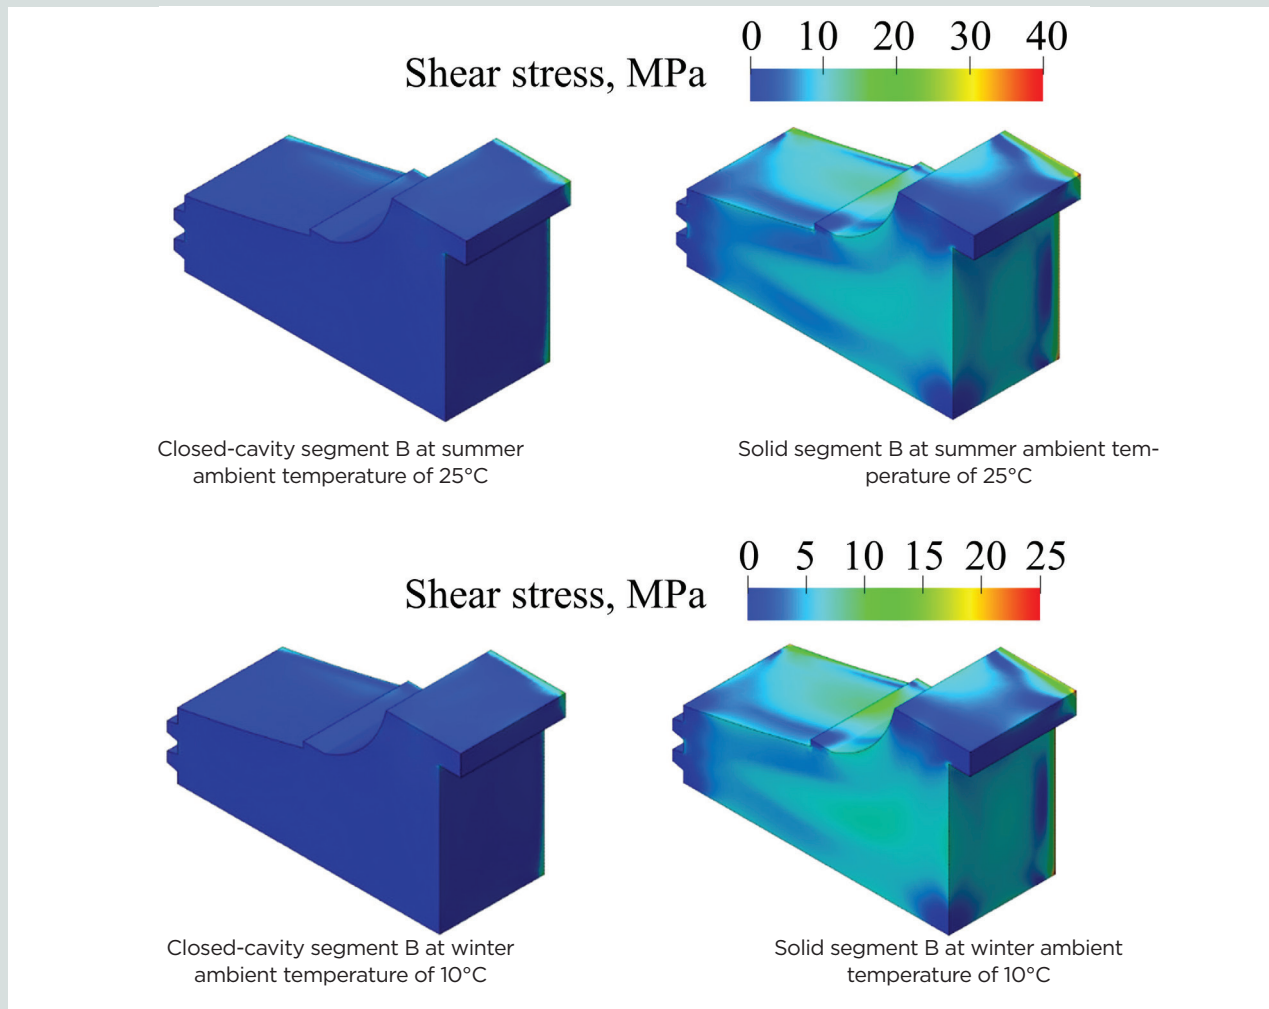 0 10 20 30 40
Shear stress, MPa
Closed-cavity segment B at summer
ambient temperature of 25°C
Solid segment B at summer ambient tem-
perature of 25°C
0 5 10 15 20 25
Shear stress, MPa
Closed-cavity segment B at winter
ambient temperature of 10°C
Solid segment B at winter ambient
temperature of 10°C